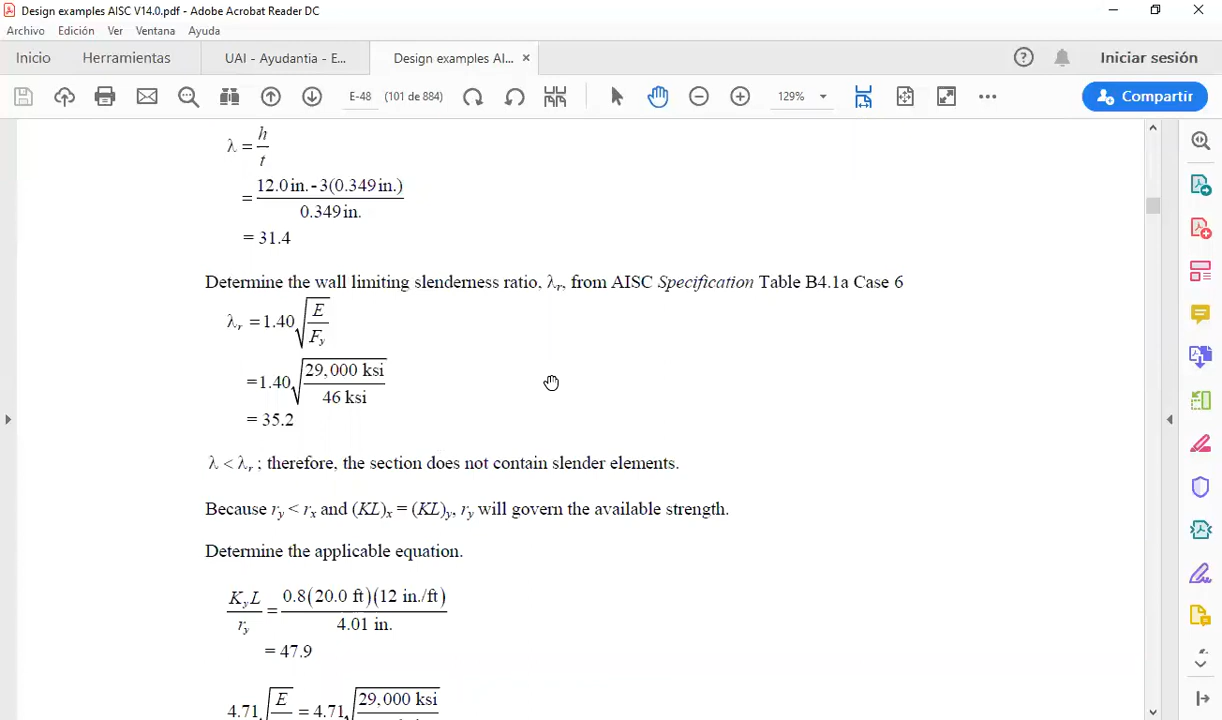 Design examples AISC V14.0.pdf - Adobe Acrobat Reader DC
Archivo Edición Ver Ventana Ayuda
Inicio Herramientas UAI - Ayudantia - E... Design examples AI... × Iniciar sesión
E-48 (101 de 884) 129% Compartir
λ = h/t
= 12.0 in. - 3(0.349 in.) / 0.349 in.
= 31.4
Determine the wall limiting slenderness ratio, λr, from AISC Specification Table B4.1a Case 6
λr = 1.40 √(E/Fy)
=1.40 √(29,000 ksi / 46 ksi)
= 35.2
λ < λr ; therefore, the section does not contain slender elements.
Because ry < rx and (KL)x = (KL)y, ry will govern the available strength.
Determine the applicable equation.
KyL/ry = 0.8(20.0 ft)(12 in./ft) / 4.01 in.
= 47.9
4.71 √E = 4.71 √29,000 ksi